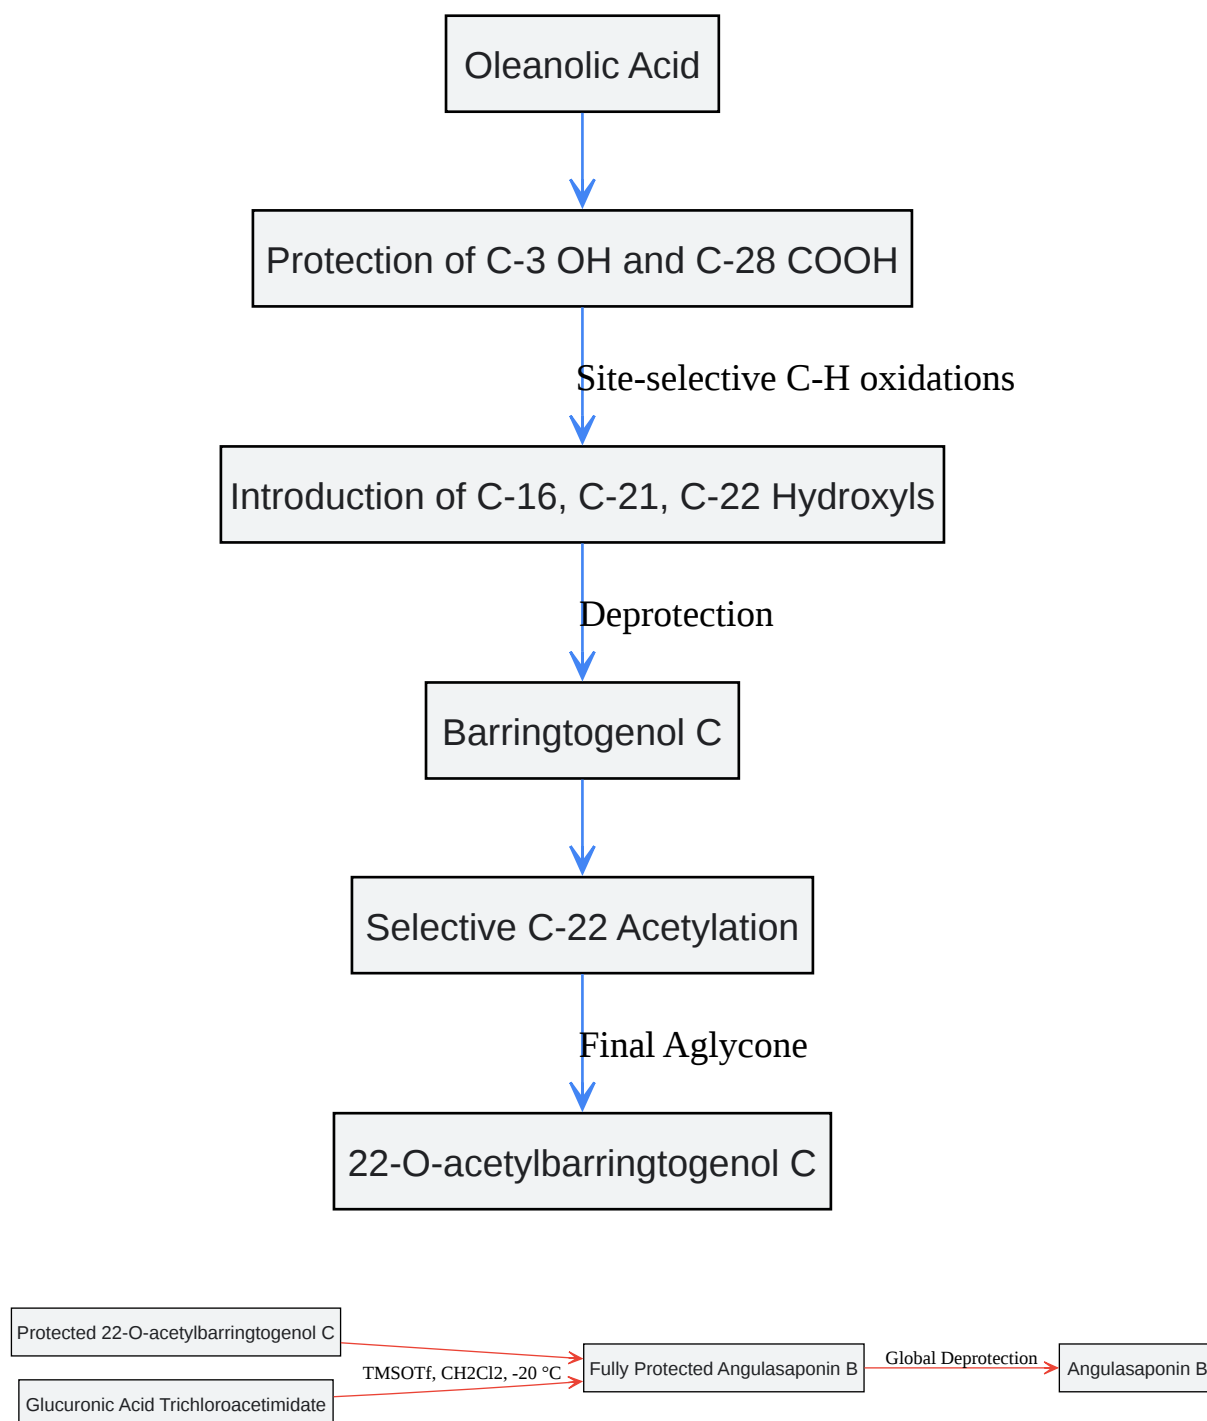 Oleanolic Acid
Protection of C-3 OH and C-28 COOH
Site-selective C-H oxidations
Introduction of C-16, C-21, C-22 Hydroxyls
Deprotection
Barringtogenol C
Selective C-22 Acetylation
Final Aglycone
22-O-acetylbarringtogenol C
Protected 22-O-acetylbarringtogenol C
TMSOTf, CH2Cl2, -20 °C
Glucuronic Acid Trichloroacetimidate
Fully Protected Angulasaponin B
Global Deprotection
Angulasaponin B